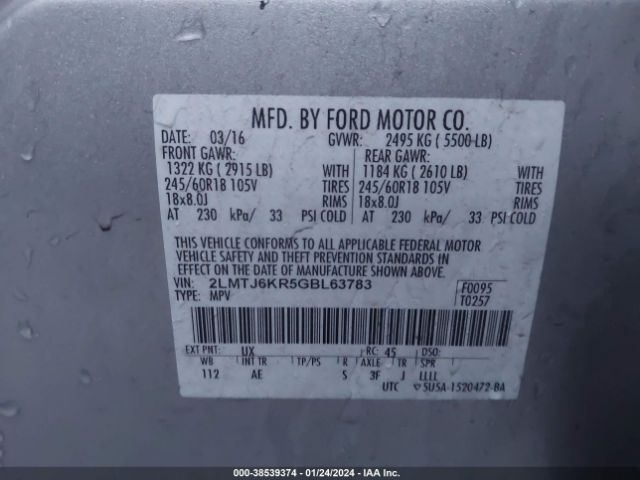 MFD. BY FORD MOTOR CO.
DATE: 03/16 GVWR: 2495 KG ( 5500 LB)
FRONT GAWR: REAR GAWR:
1322 KG ( 2915 LB) WITH 1184 KG ( 2610 LB) WITH
245/60R18 105V TIRES 245/60R18 105V TIRES
18x8.0J RIMS 18x8.0J RIMS
AT 230 kPa/ 33 PSI COLD AT 230 kPa/ 33 PSI COLD
THIS VEHICLE CONFORMS TO ALL APPLICABLE FEDERAL MOTOR
VEHICLE SAFETY AND THEFT PREVENTION STANDARDS IN
EFFECT ON THE DATE OF MANUFACTURE SHOWN ABOVE.
VIN: 2LMTJ6KR5GBL63783 F0095
TYPE: MPV T0257
EXT PNT: UX RC: 45 DSO:
WB INT TR TP/PS R AXLE TR SPR
112 AE S 3F J LLLL
UTC 5U5A-1520472-BA
000-38539374 - 01/24/2024 - IAA Inc.